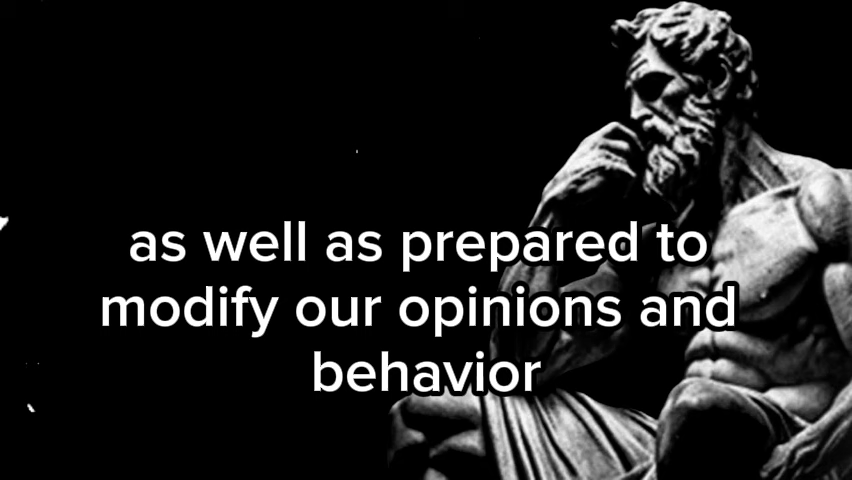 as well as prepared to
modify our opinions and
behavior